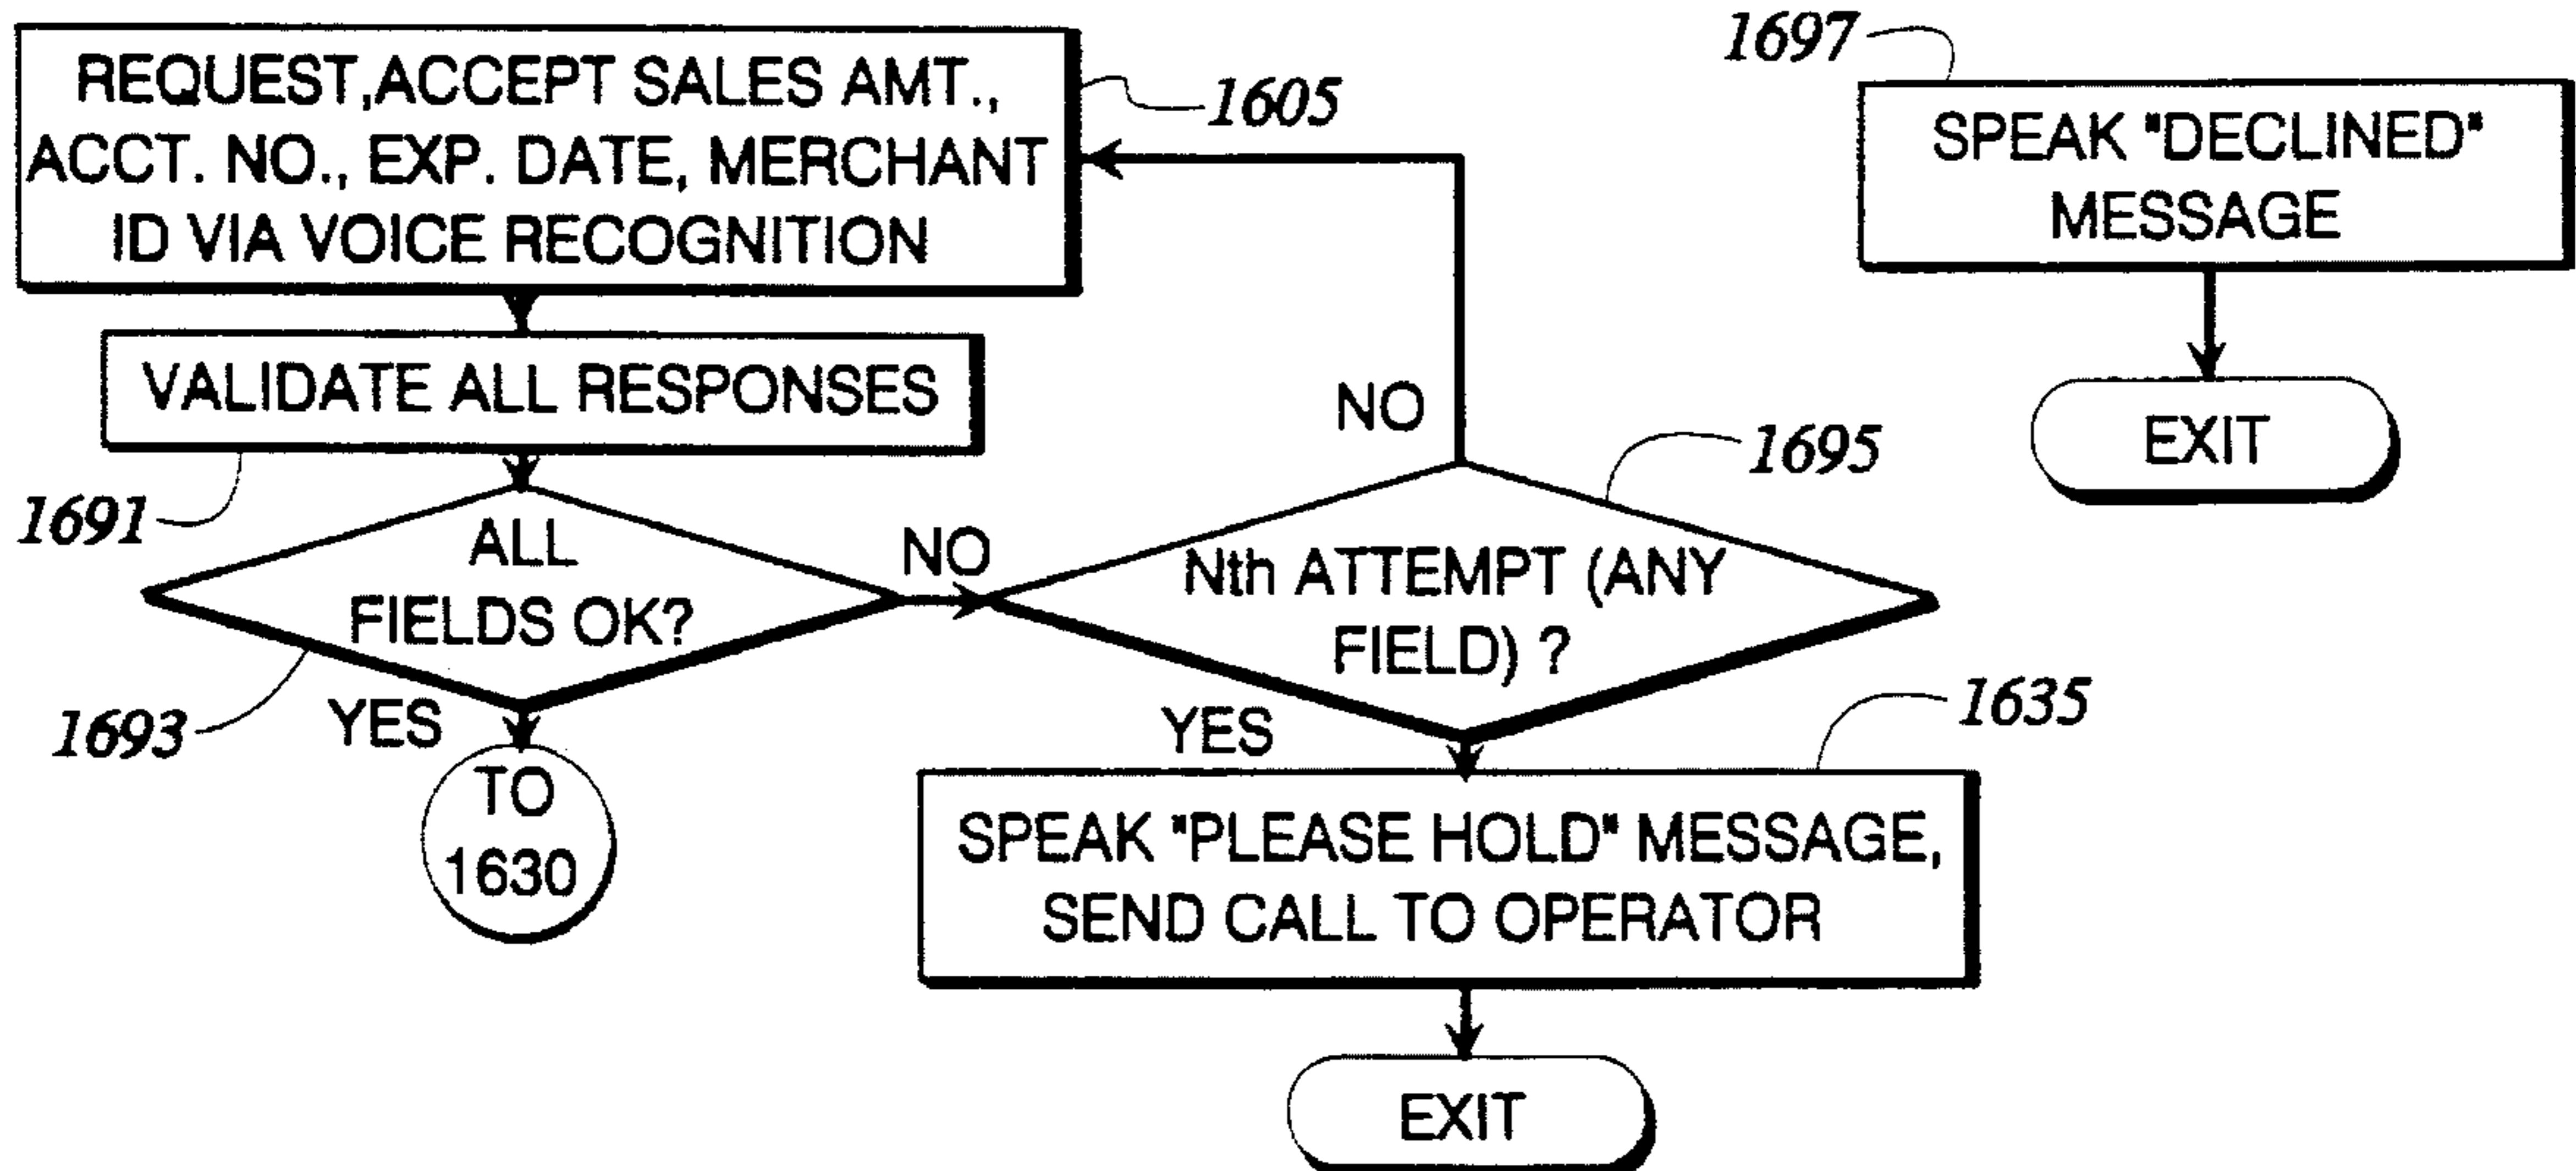 REQUEST,ACCEPT SALES AMT.,
ACCT. NO., EXP. DATE, MERCHANT
ID VIA VOICE RECOGNITION
1605
VALIDATE ALL RESPONSES
1691
ALL
FIELDS OK?
1693
NO
YES
TO
1630
NO
1695
Nth ATTEMPT (ANY
FIELD) ?
YES
1635
SPEAK "PLEASE HOLD" MESSAGE,
SEND CALL TO OPERATOR
EXIT
1697
SPEAK "DECLINED"
MESSAGE
EXIT